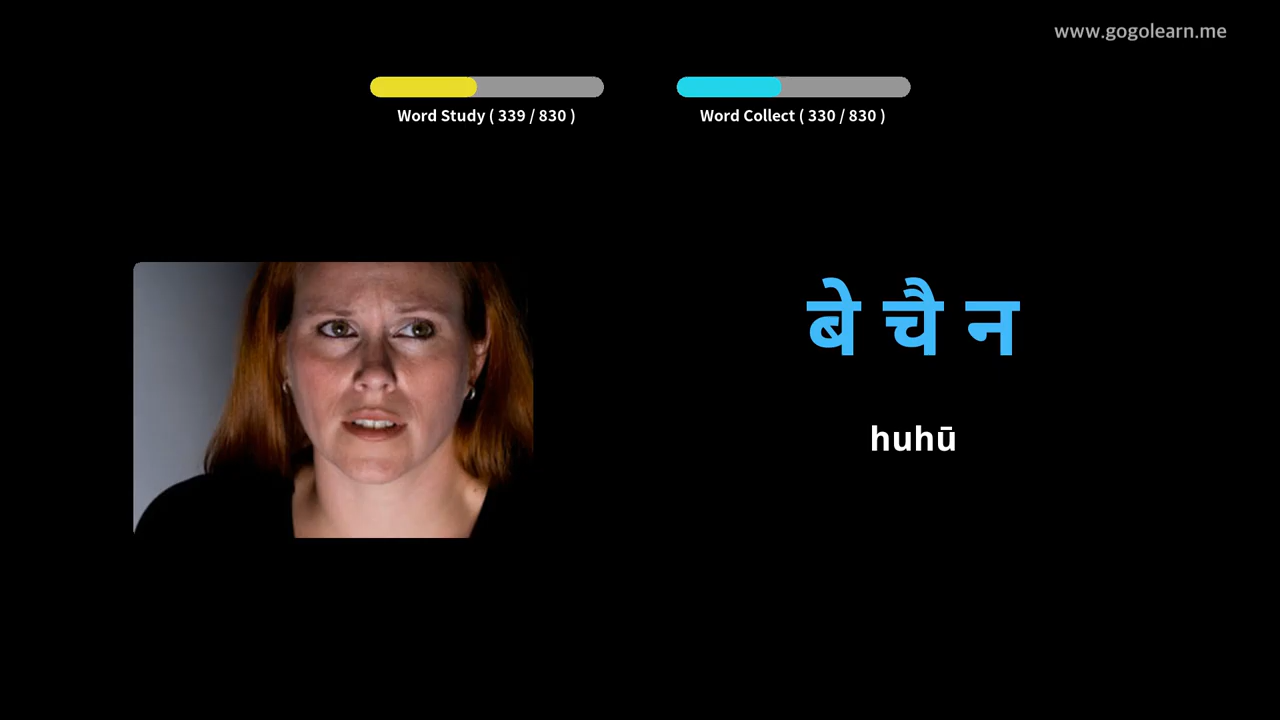 www.gogolearn.me
Word Study ( 339 / 830 )
Word Collect ( 330 / 830 )
बे चै न
huhū